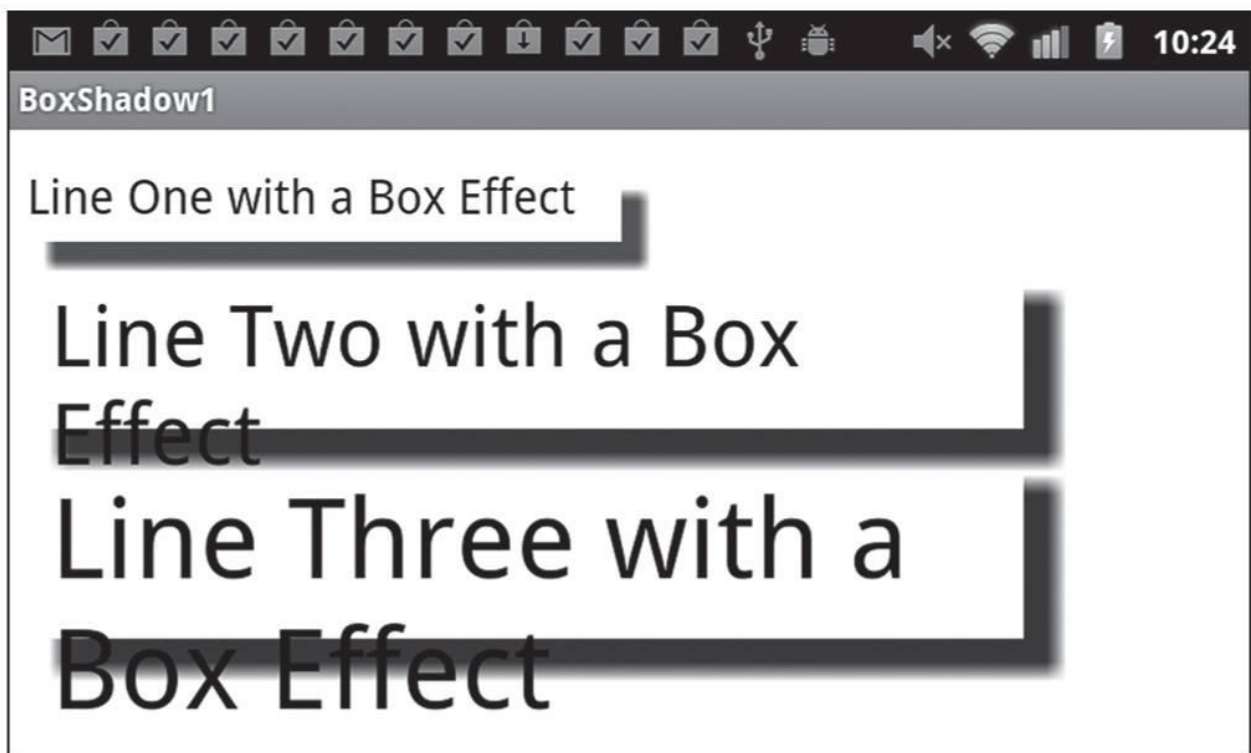 10:24
BoxShadow1
Line One with a Box Effect
Line Two with a Box
Effect
Line Three with a
Box Effect